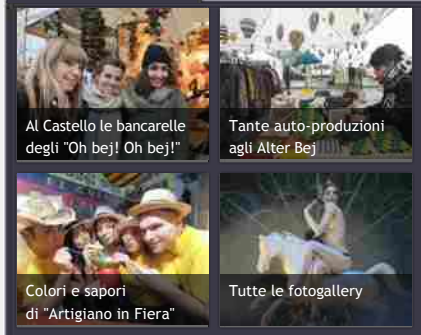 Al Castello le bancarelle
degli "Oh bej! Oh bej!"
Tante auto-produzioni
agli Alter Bej
Colori e sapori
di "Artigiano in Fiera"
Tutte le fotogallery